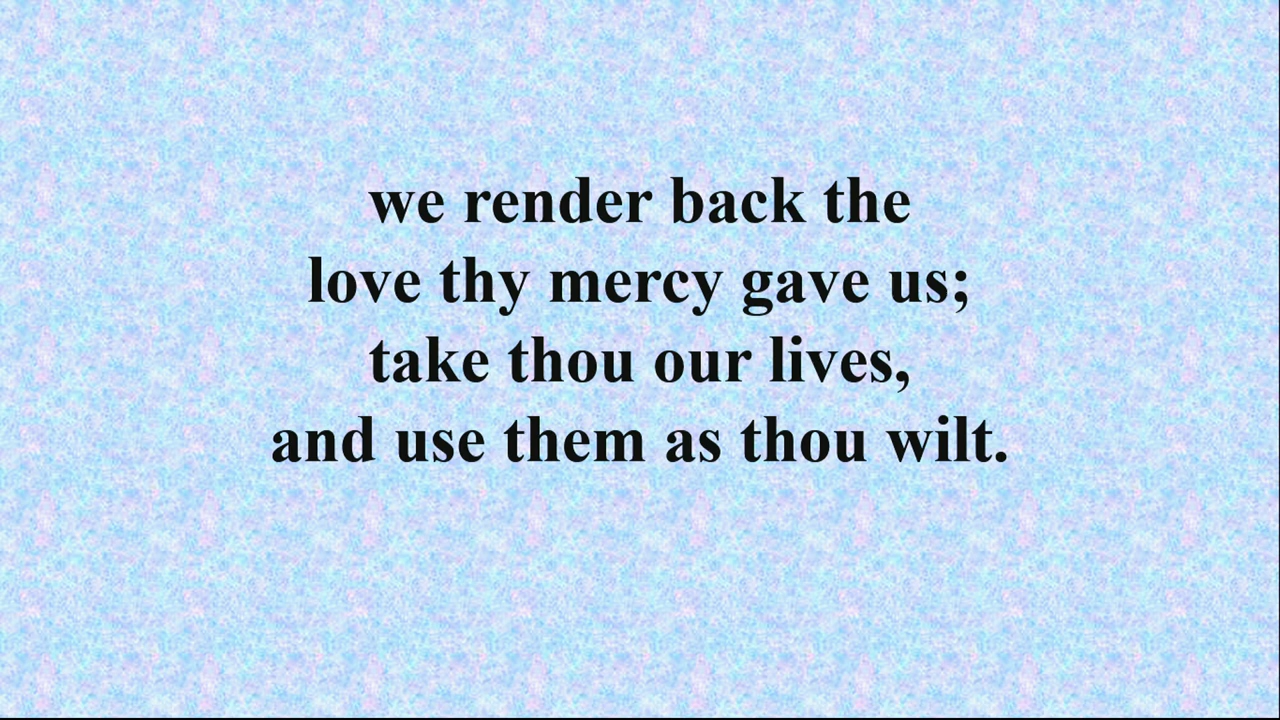 we render back the
love thy mercy gave us;
take thou our lives,
and use them as thou wilt.